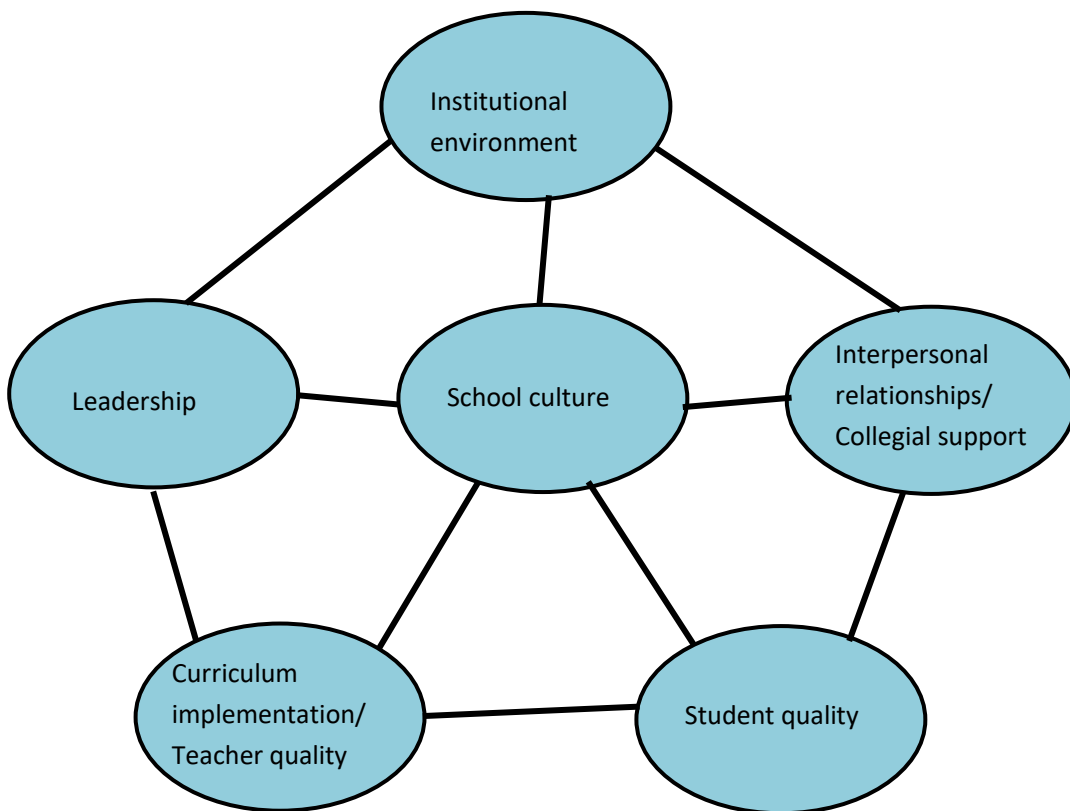 Institutional
environment
Leadership
School culture
Interpersonal
relationships/
Collegial support
Curriculum
implementation/
Teacher quality
Student quality